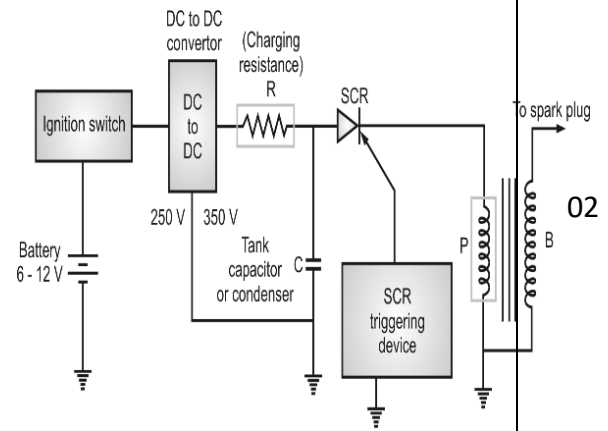 DC to DC
convertor
(Charging
resistance)
R
SCR
To spark plug
Ignition switch
DC
to
DC
250 V 350 V
Battery
6 - 12 V
Tank
capacitor
or condenser
C
SCR
triggering
device
P
B
02